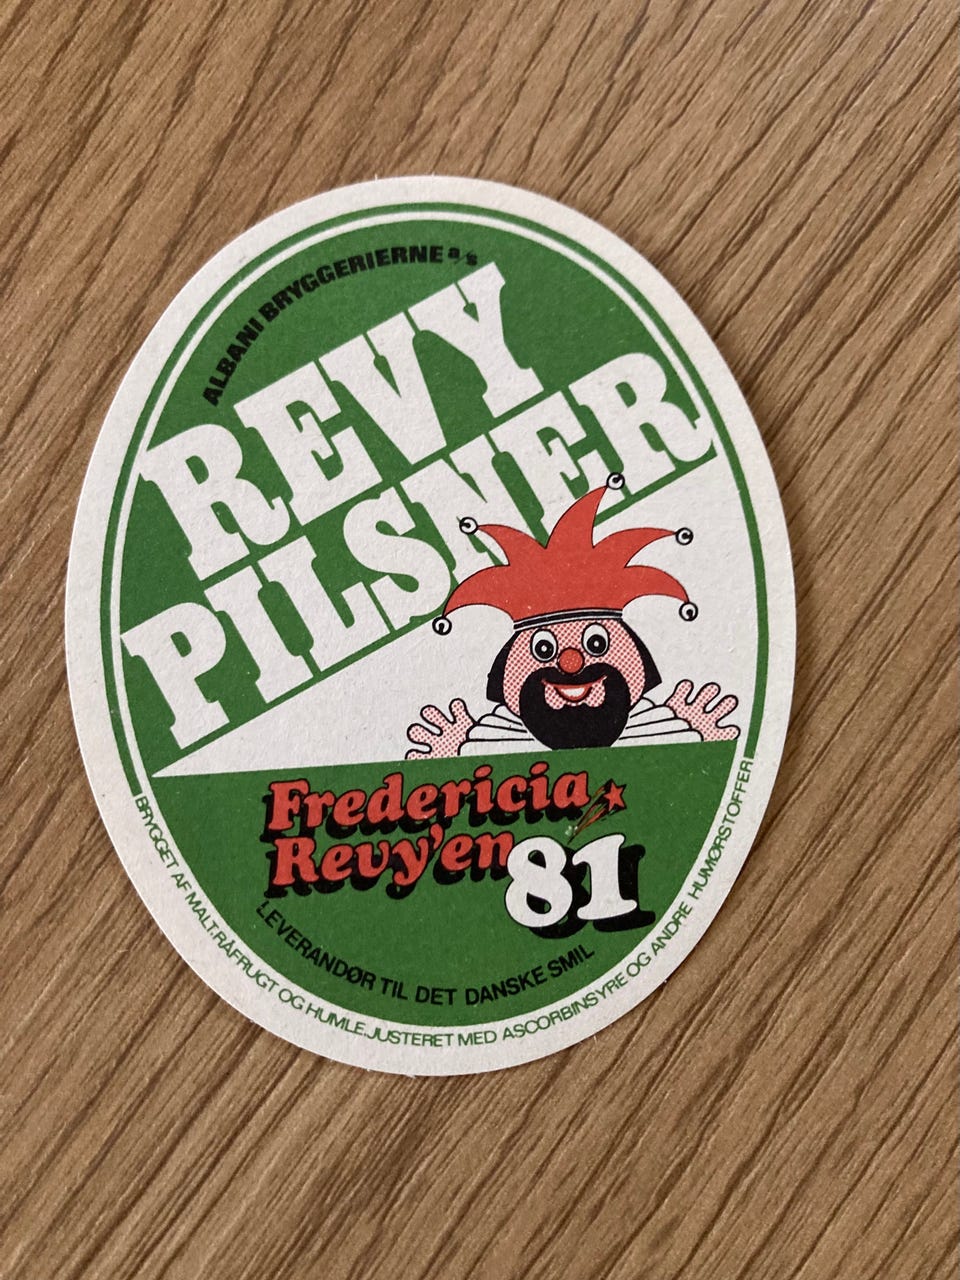 ALBANI BRYGGERIERNE a/s
REVY
PILSNER
Fredericia
Revy'en 81
LEVERANDØR TIL DET DANSKE SMIL
BRYGGET AF MALT.RÅFRUGT OG HUMLE.JUSTERET MED ASCORBINSYRE OG ANDRE HUMØRSTOFFER